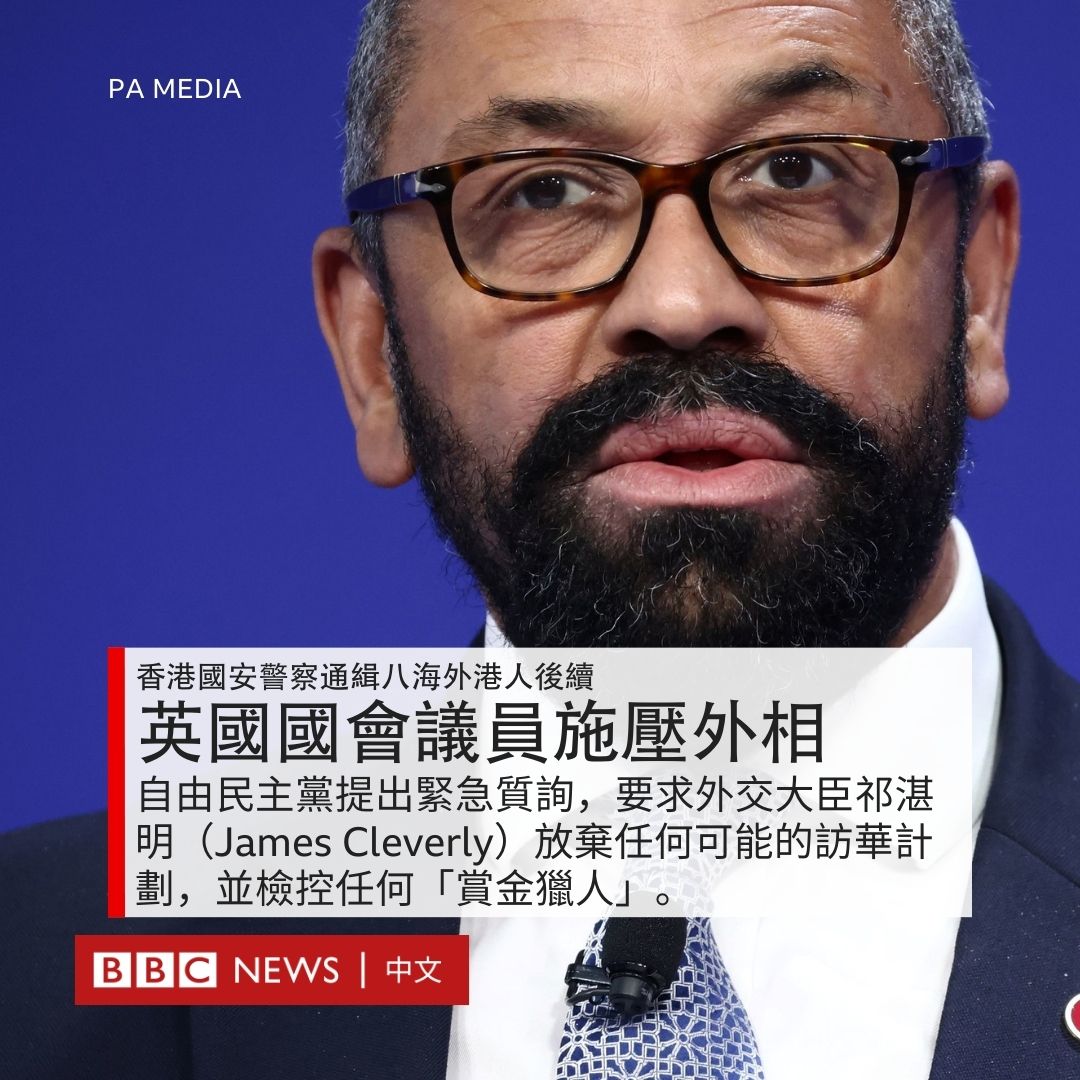 PA MEDIA
香港國安警察通緝八海外港人後續
英國國會議員施壓外相
自由民主黨提出緊急質詢，要求外交大臣祁湛
明（James Cleverly）放棄任何可能的訪華計
劃，並檢控任何「賞金獵人」。
BBC NEWS | 中文